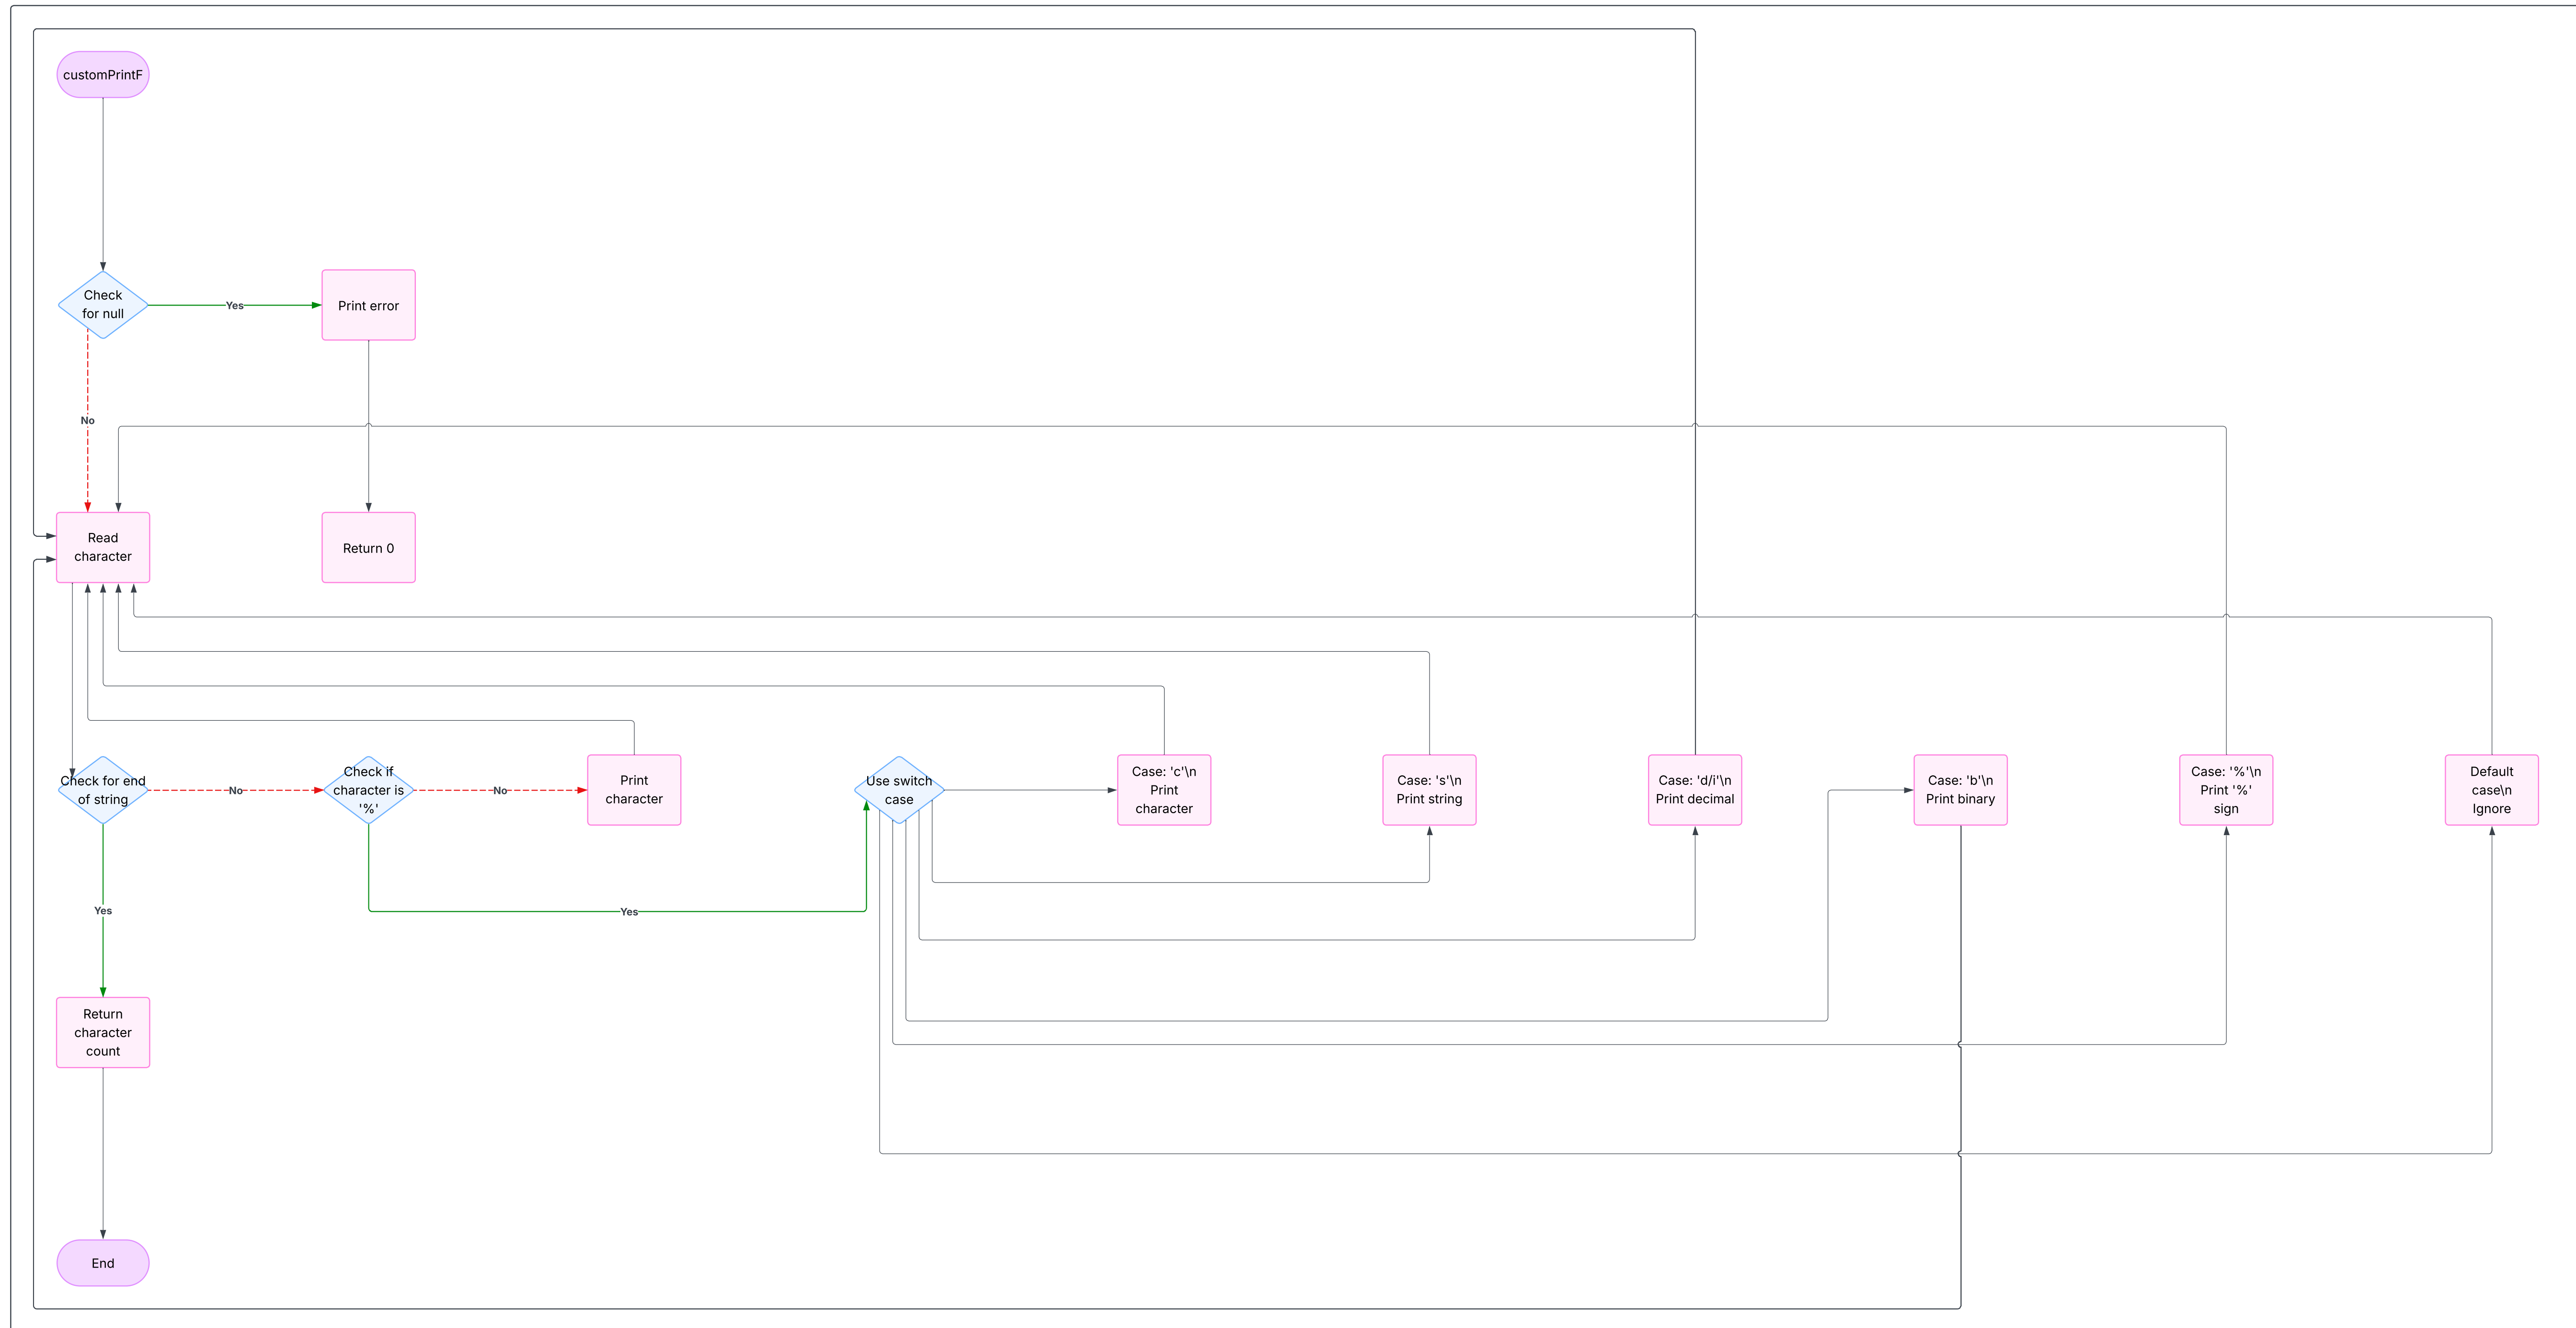 customPrintF
Check
for null
Yes
Print error
No
Read
character
Return 0
Check for end
of string
No
Check if
character is
'%'
No
Print
character
Use switch
case
Case: 'c'\n
Print
character
Case: 's'\n
Print string
Case: 'd/i'\n
Print decimal
Case: 'b'\n
Print binary
Case: '%'\n
Print '%'
sign
Default
case\n
Ignore
Yes
Yes
Return
character
count
End